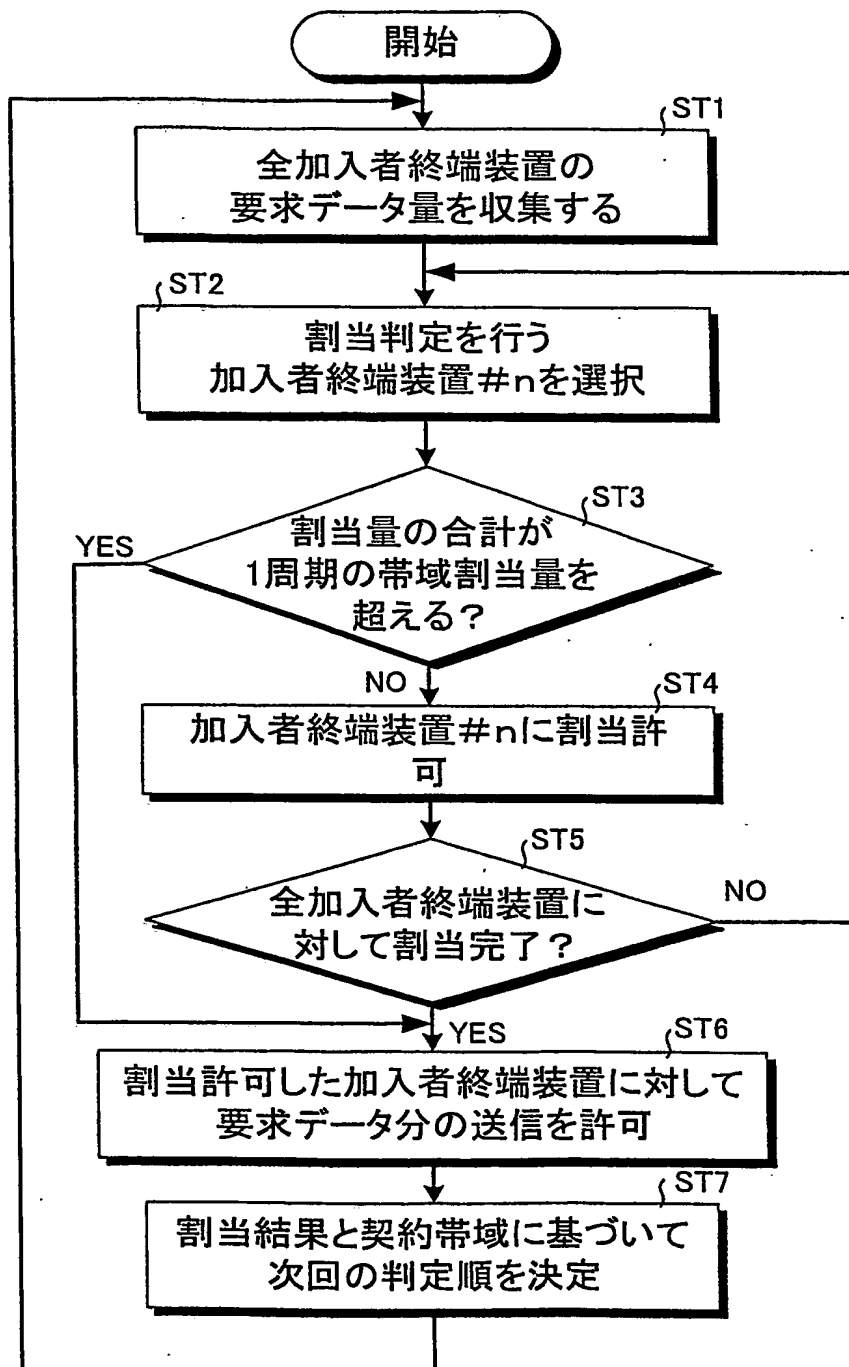 開始
ST1
全加入者終端装置の
要求データ量を収集する
ST2
割当判定を行う
加入者終端装置＃nを選択
ST3
割当量の合計が
1周期の帯域割当量を
超える？
YES
NO
ST4
加入者終端装置＃nに割当許
可
ST5
全加入者終端装置に
対して割当完了？
NO
YES
ST6
割当許可した加入者終端装置に対して
要求データ分の送信を許可
ST7
割当結果と契約帯域に基づいて
次回の判定順を決定